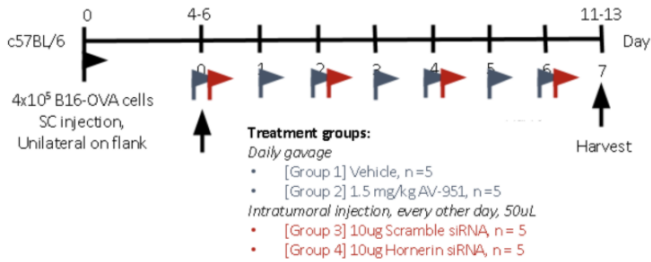 0 4-6 11-13
c57BL/6 Day
0 1 2 3 4 5 6 7
4x10⁵ B16-OVA cells
SC injection,
Unilateral on flank
Harvest
Treatment groups:
Daily gavage
• [Group 1] Vehicle, n =5
• [Group 2] 1.5 mg/kg AV-951, n =5
Intratumoral injection, every other day, 50uL
• [Group 3] 10ug Scramble siRNA, n = 5
• [Group 4] 10ug Hornerin siRNA, n = 5